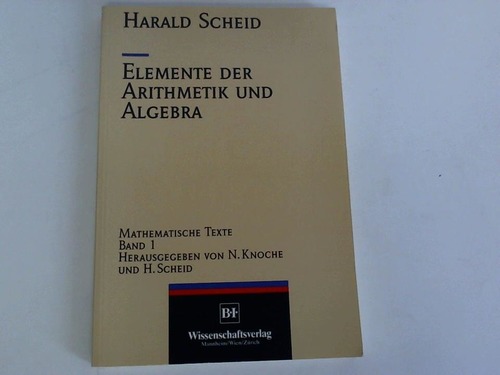 HARALD SCHEID
ELEMENTE DER
ARITHMETIK UND
ALGEBRA
MATHEMATISCHE TEXTE
BAND 1
HERAUSGEGEBEN VON N. KNOCHE
UND H. SCHEID
B·I
Wissenschaftsverlag
Mannheim/Wien/Zürich